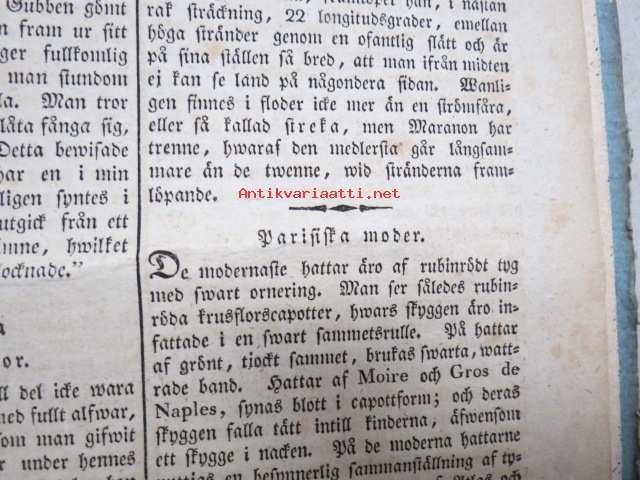 Gubben gömt
fram ur sitt
fullkomlig
man stundom
Man tror
låta fånga sig,
Detta bewisade
en i min
syntes i
utgick från ett
hwilket
ocknade."
or.
del icke wara
med fullt alfwar,
som man gifwit
under hennes
rak sträckning, 22 longitudsgrader, emellan
höga stränder genom en ofantlig slätt och är
på sina ställen så bred, att man ifrån midten
ej kan se land på någondera sidan. Wanli-
gen finnes i floder icke mer än en strömfåra,
eller så kallad streka, men Maranon har
trenne, hwaraf den medlersta går långsam-
mare än de twenne, wid stränderna fram-
löpande.
Antikvariaatti.net
Parisiska moder.
De modernaste hattar äro af rubinrödt tyg
med swart ornering. Man ser således rubin-
röda krusflorscapotter, hwars skyggen äro in-
fattade i en swart sammetsrulle. På hattar
af grönt, tjockt sammet, brukas swarta, watt-
rade band. Hattar af Moire och Gros de
Naples, synas blott i capottform; och deras
skyggen falla tätt intill kinderna, äfwensom
ett skygge i nacken. På de moderna hattarne
en besynnerlig sammanställning af ty-